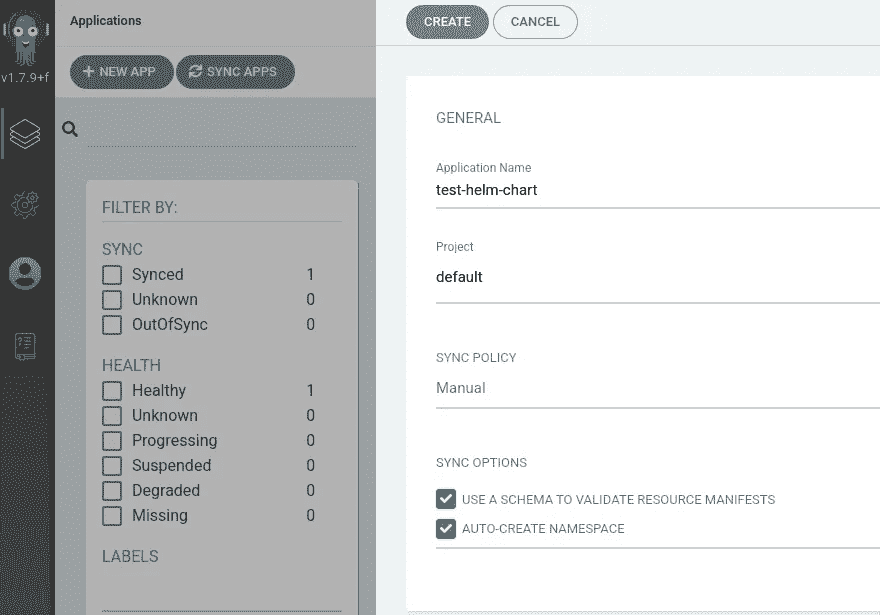 Applications
v1.7.9+f
NEW APP
SYNC APPS
FILTER BY:
SYNC
Synced 1
Unknown 0
OutOfSync 0
HEALTH
Healthy 1
Unknown 0
Progressing 0
Suspended 0
Degraded 0
Missing 0
LABELS
CREATE
CANCEL
GENERAL
Application Name
test-helm-chart
Project
default
SYNC POLICY
Manual
SYNC OPTIONS
USE A SCHEMA TO VALIDATE RESOURCE MANIFESTS
AUTO-CREATE NAMESPACE